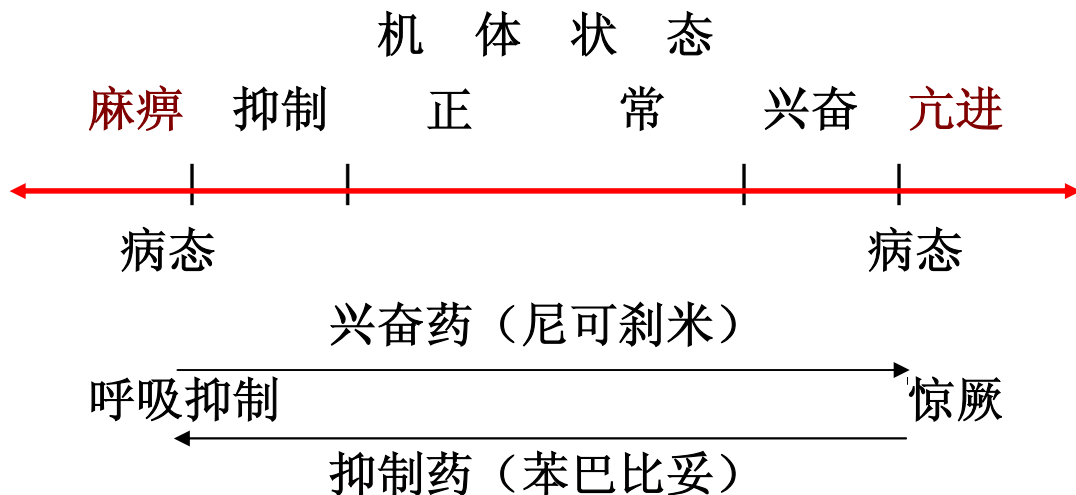 机 体 状 态
麻痹 抑制 正 常 兴奋 亢进
病态 病态
兴奋药（尼可刹米）
呼吸抑制 惊厥
抑制药（苯巴比妥）